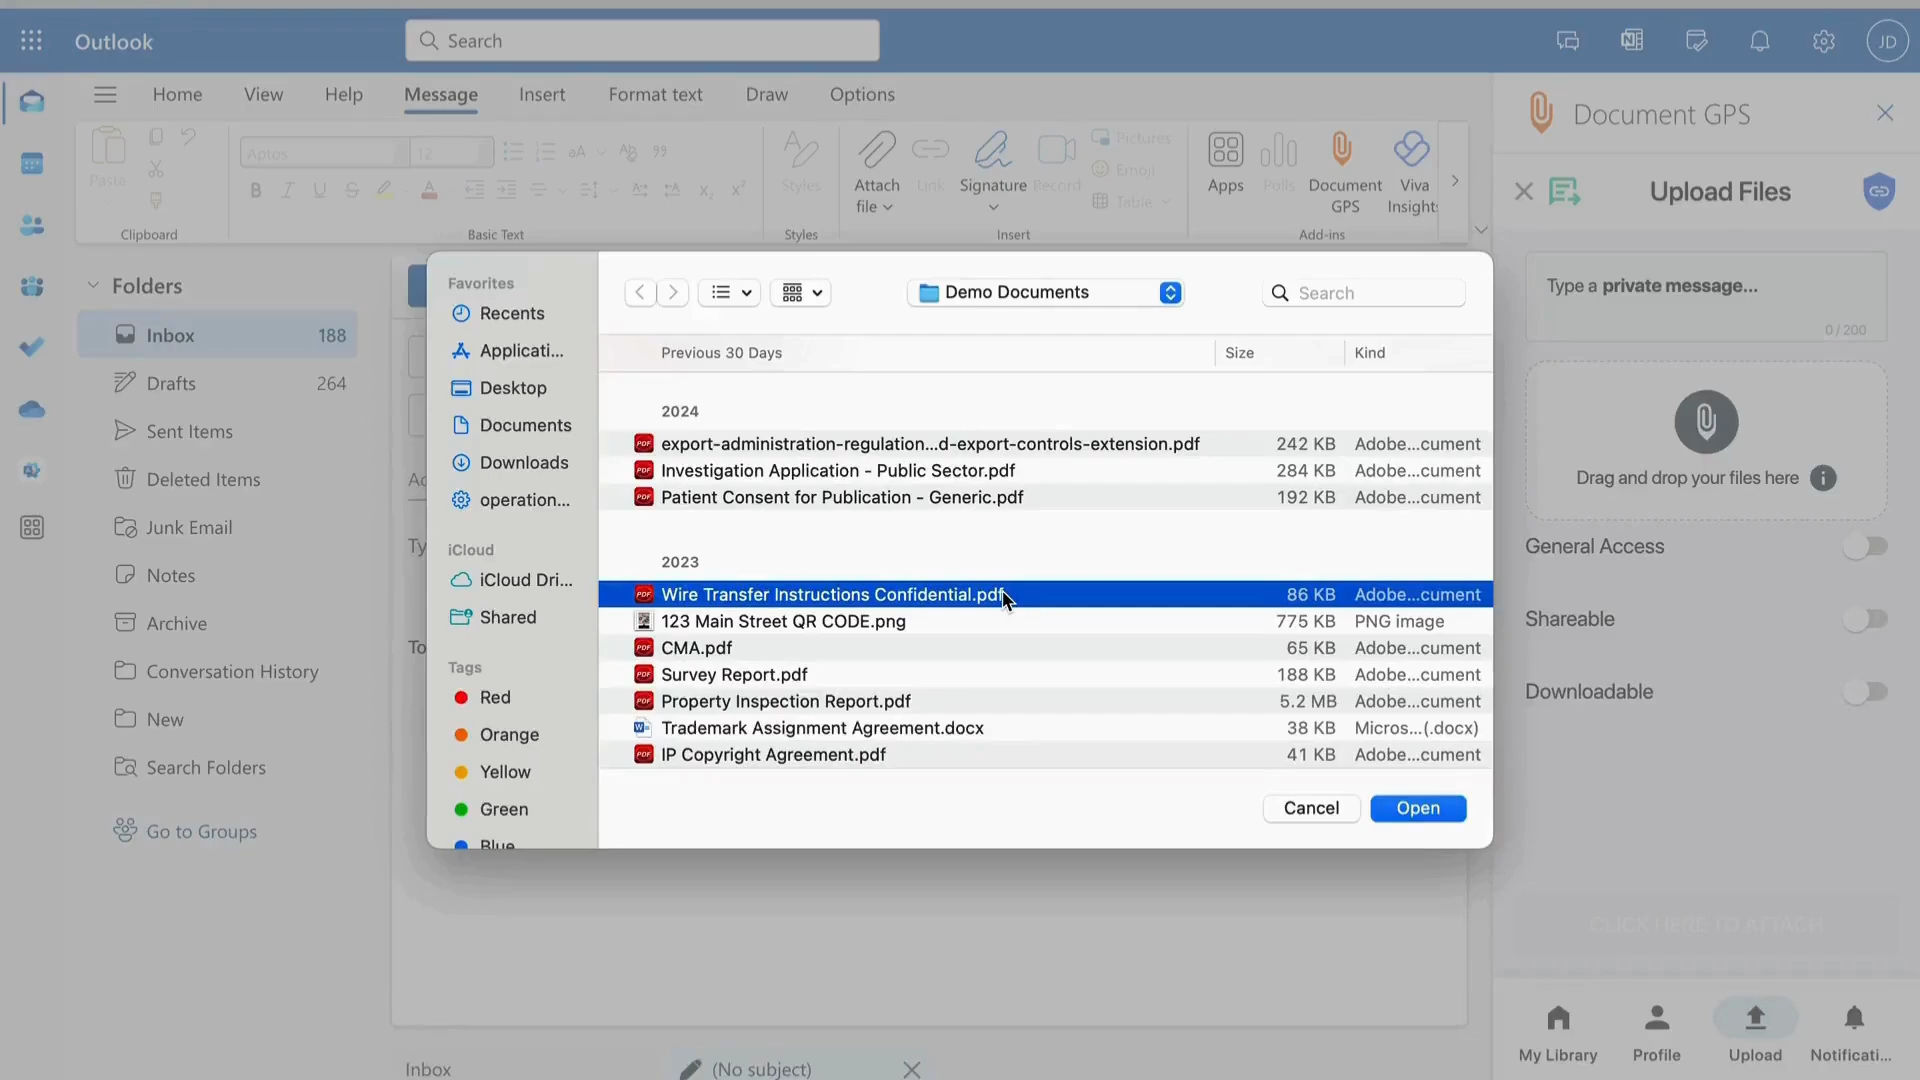 Outlook
Search
JD
Home
View
Help
Message
Insert
Format text
Draw
Options
Document GPS
Paste
Aptos
12
Styles
Attach
file
Link
Signature
Record
Pictures
Emoji
Table
Apps
Polls
Document
GPS
Viva
Insight
Clipboard
Basic Text
Styles
Insert
Add-ins
Upload Files
Type a private message...
0 / 200
Drag and drop your files here
General Access
Shareable
Downloadable
CLICK HERE TO ATTACH
My Library
Profile
Upload
Notificati...
Folders
Inbox 188
Drafts 264
Sent Items
Deleted Items
Junk Email
Notes
Archive
Conversation History
New
Search Folders
Go to Groups
Favorites
Recents
Applicati...
Desktop
Documents
Downloads
operation...
iCloud
iCloud Dri...
Shared
Tags
Red
Orange
Yellow
Green
Blue
Demo Documents
Search
Previous 30 Days Size Kind
2024
export-administration-regulation...d-export-controls-extension.pdf 242 KB Adobe...cument
Investigation Application - Public Sector.pdf 284 KB Adobe...cument
Patient Consent for Publication - Generic.pdf 192 KB Adobe...cument
2023
Wire Transfer Instructions Confidential.pdf 86 KB Adobe...cument
123 Main Street QR CODE.png 775 KB PNG image
CMA.pdf 65 KB Adobe...cument
Survey Report.pdf 188 KB Adobe...cument
Property Inspection Report.pdf 5.2 MB Adobe...cument
Trademark Assignment Agreement.docx 38 KB Micros...(.docx)
IP Copyright Agreement.pdf 41 KB Adobe...cument
Cancel
Open
Ad
Ty
To
Inbox
(No subject)